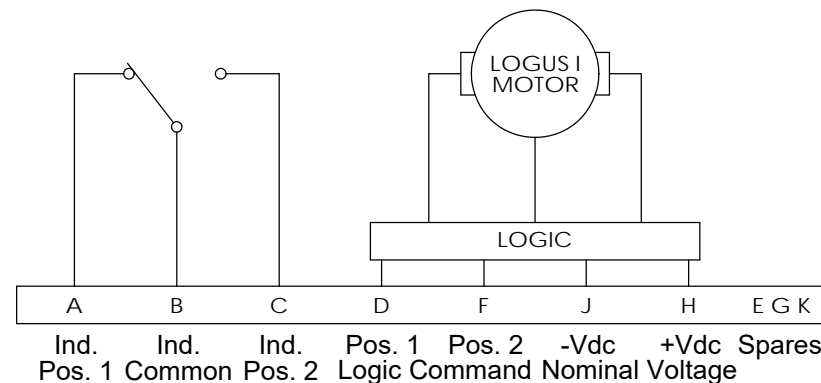 LOGUS I
MOTOR
LOGIC
A B C D F J H E G K
Ind. Ind. Ind. Pos. 1 Pos. 2 -Vdc +Vdc Spares
Pos. 1 Common Pos. 2 Logic Command Nominal Voltage